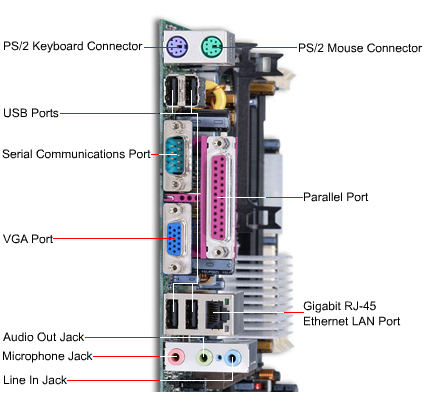 PS/2 Keyboard Connector
PS/2 Mouse Connector
USB Ports
Serial Communications Port
Parallel Port
VGA Port
Gigabit RJ-45
Ethernet LAN Port
Audio Out Jack
Microphone Jack
Line In Jack